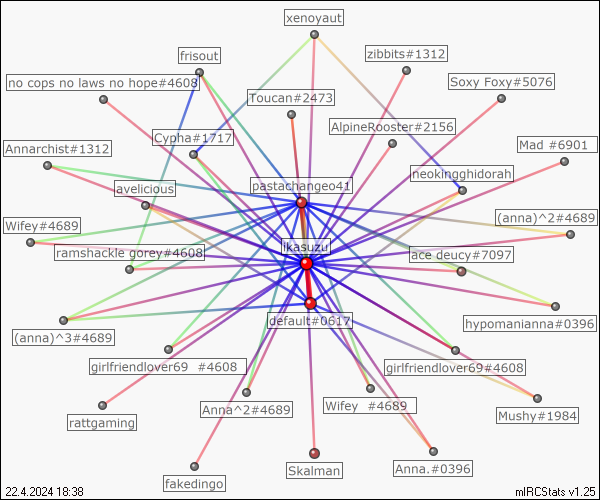 xenoyaut
frisout
zibbits#1312
no cops no laws no hope#4608
Soxy Foxy#5076
Toucan#2473
AlpineRooster#2156
Cypha#1717
Annarchist#1312
Mad #6901
neokingghidorah
avelicious
pastachangeo41
Wifey#4689
(anna)^2#4689
ikasuzu
ramshackle gorey#4608
ace deucy#7097
default#0617
hypomanianna#0396
(anna)^3#4689
girlfriendlover69 #4608
girlfriendlover69#4608
Anna^2#4689
Wifey #4689
rattgaming
Mushy#1984
Skalman
Anna.#0396
fakedingo
22.4.2024 18:38
mIRCStats v1.25